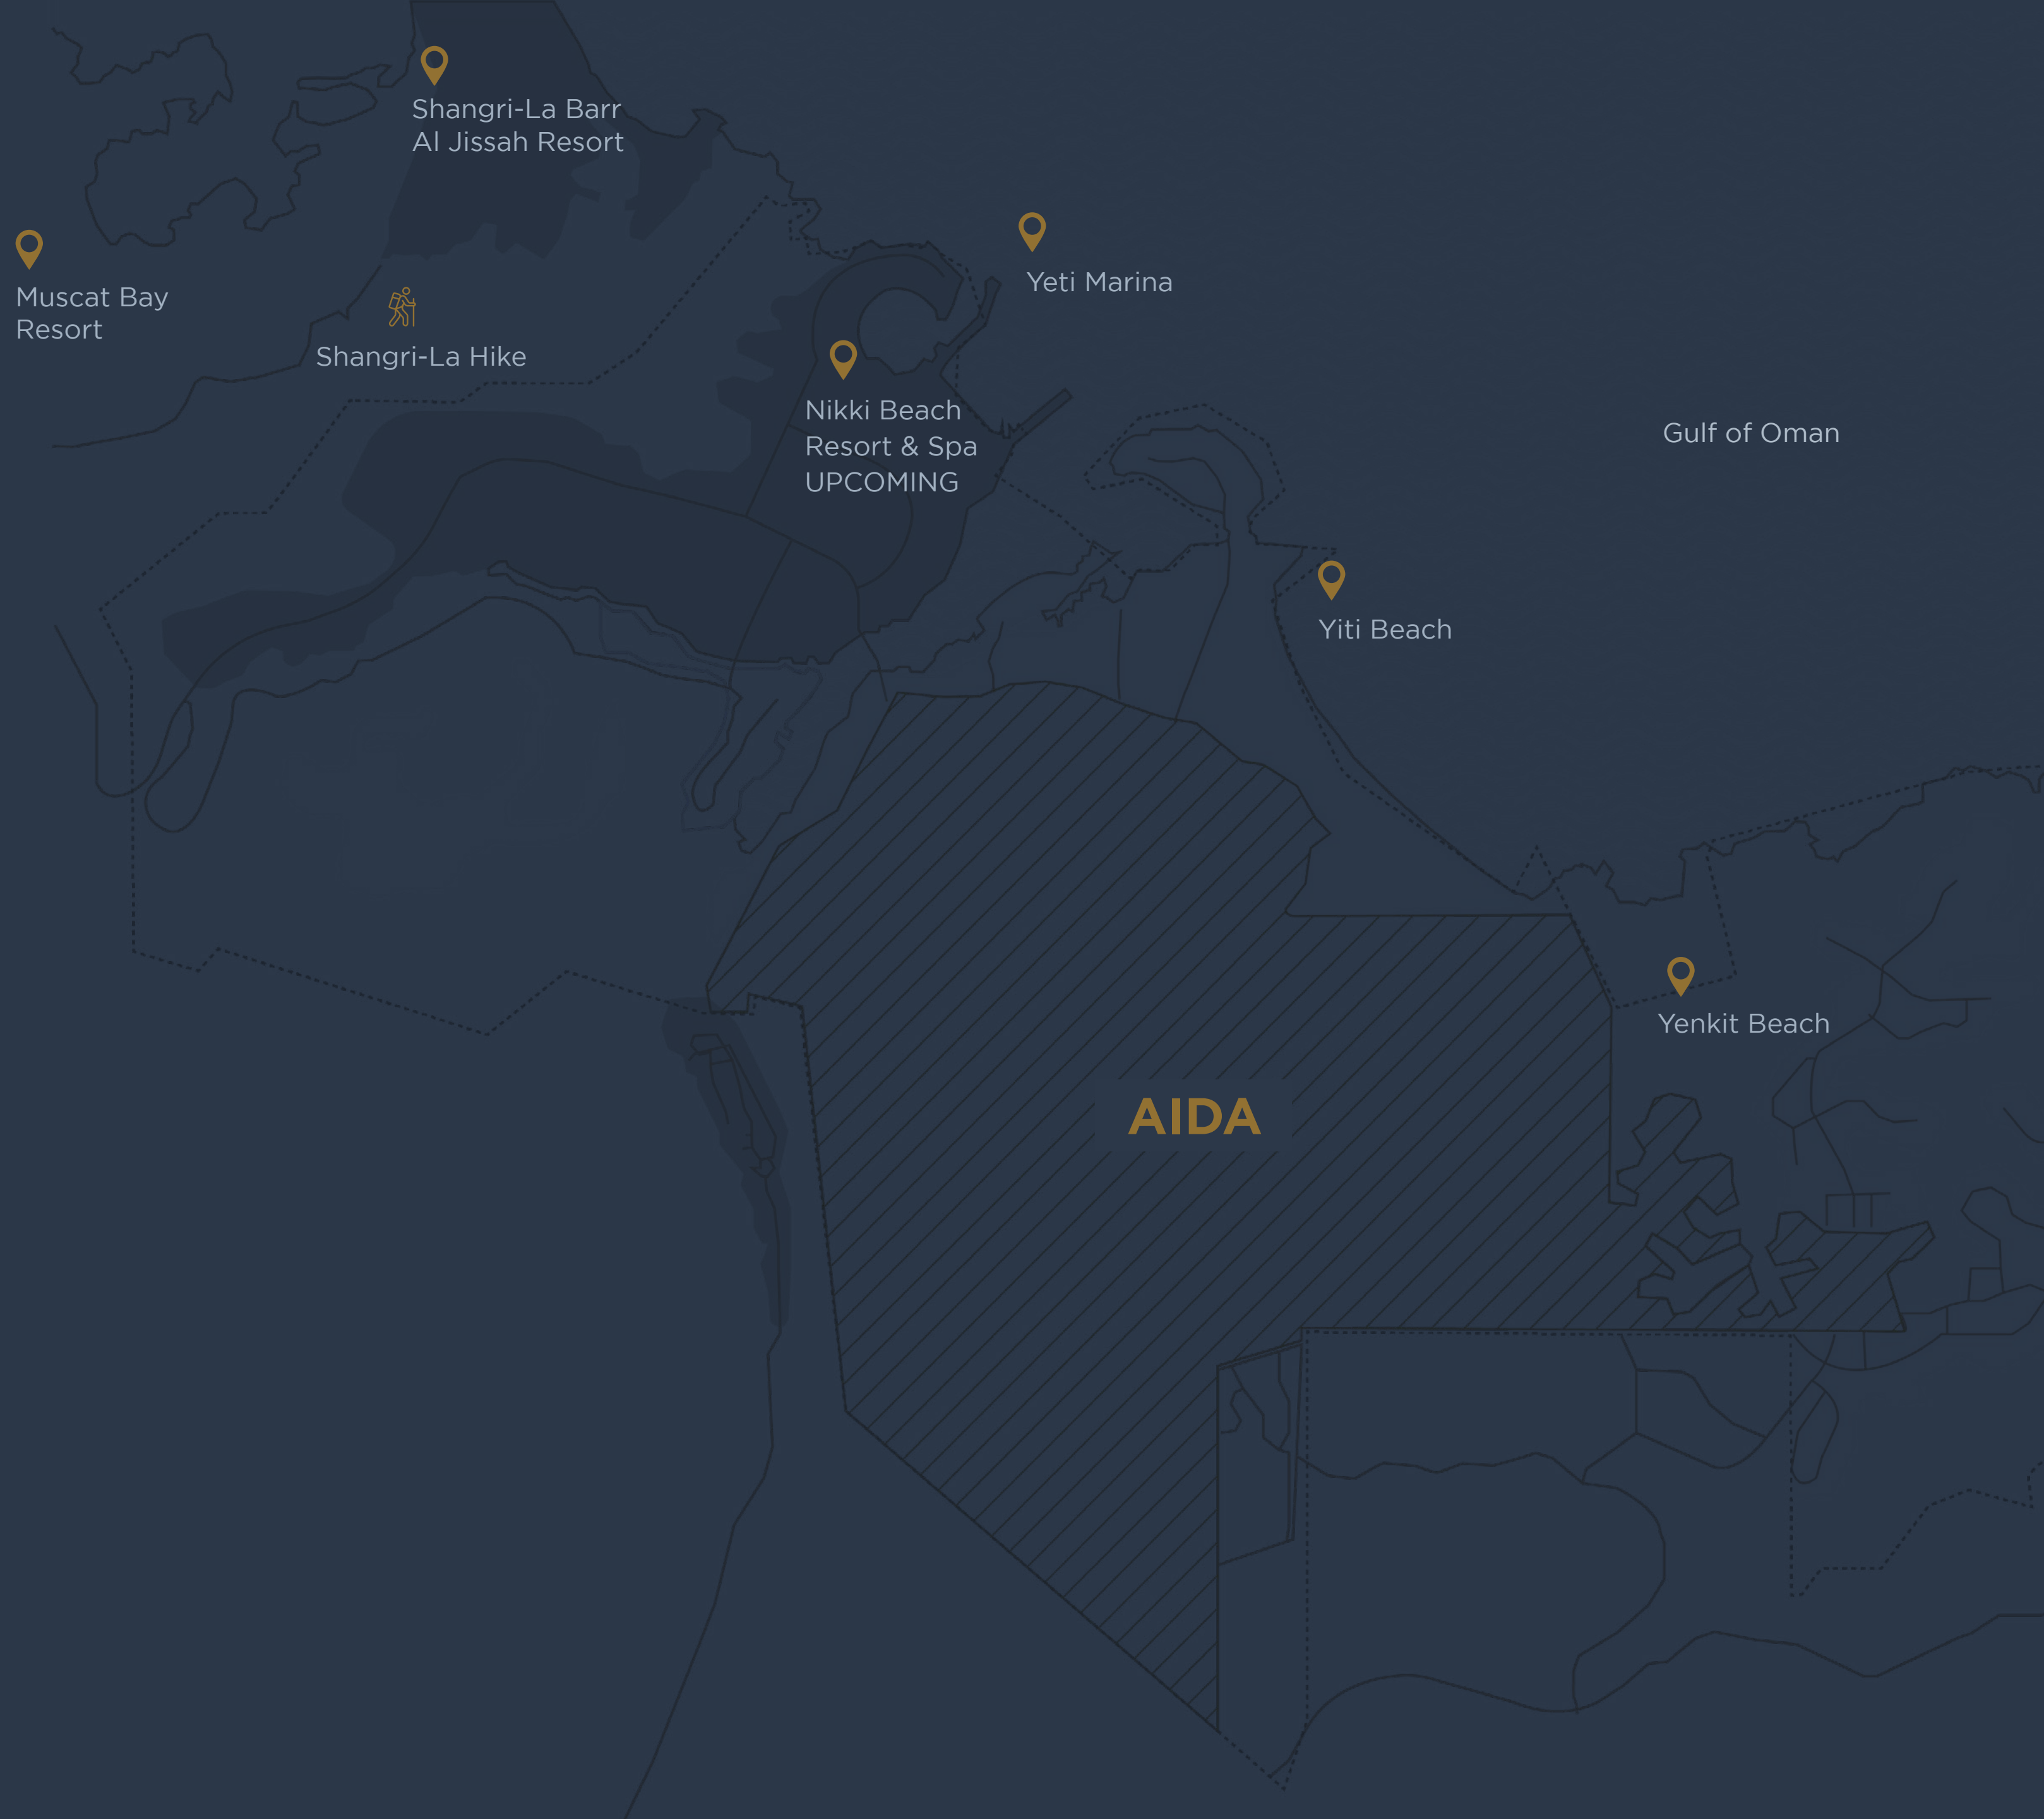 Shangri-La Barr
Al Jissah Resort
Muscat Bay
Resort
Shangri-La Hike
Yeti Marina
Nikki Beach
Resort & Spa
UPCOMING
Gulf of Oman
Yiti Beach
Yenkit Beach
AIDA